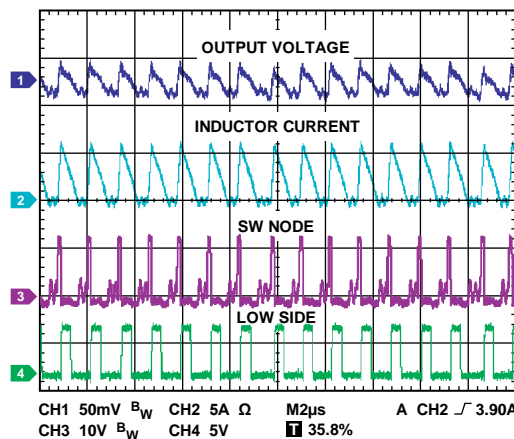 OUTPUT VOLTAGE
1
INDUCTOR CURRENT
2
SW NODE
3
LOW SIDE
4
CH1 50mV BW CH2 5A Ω M2µs A CH2 3.90A
CH3 10V BW CH4 5V T 35.8%